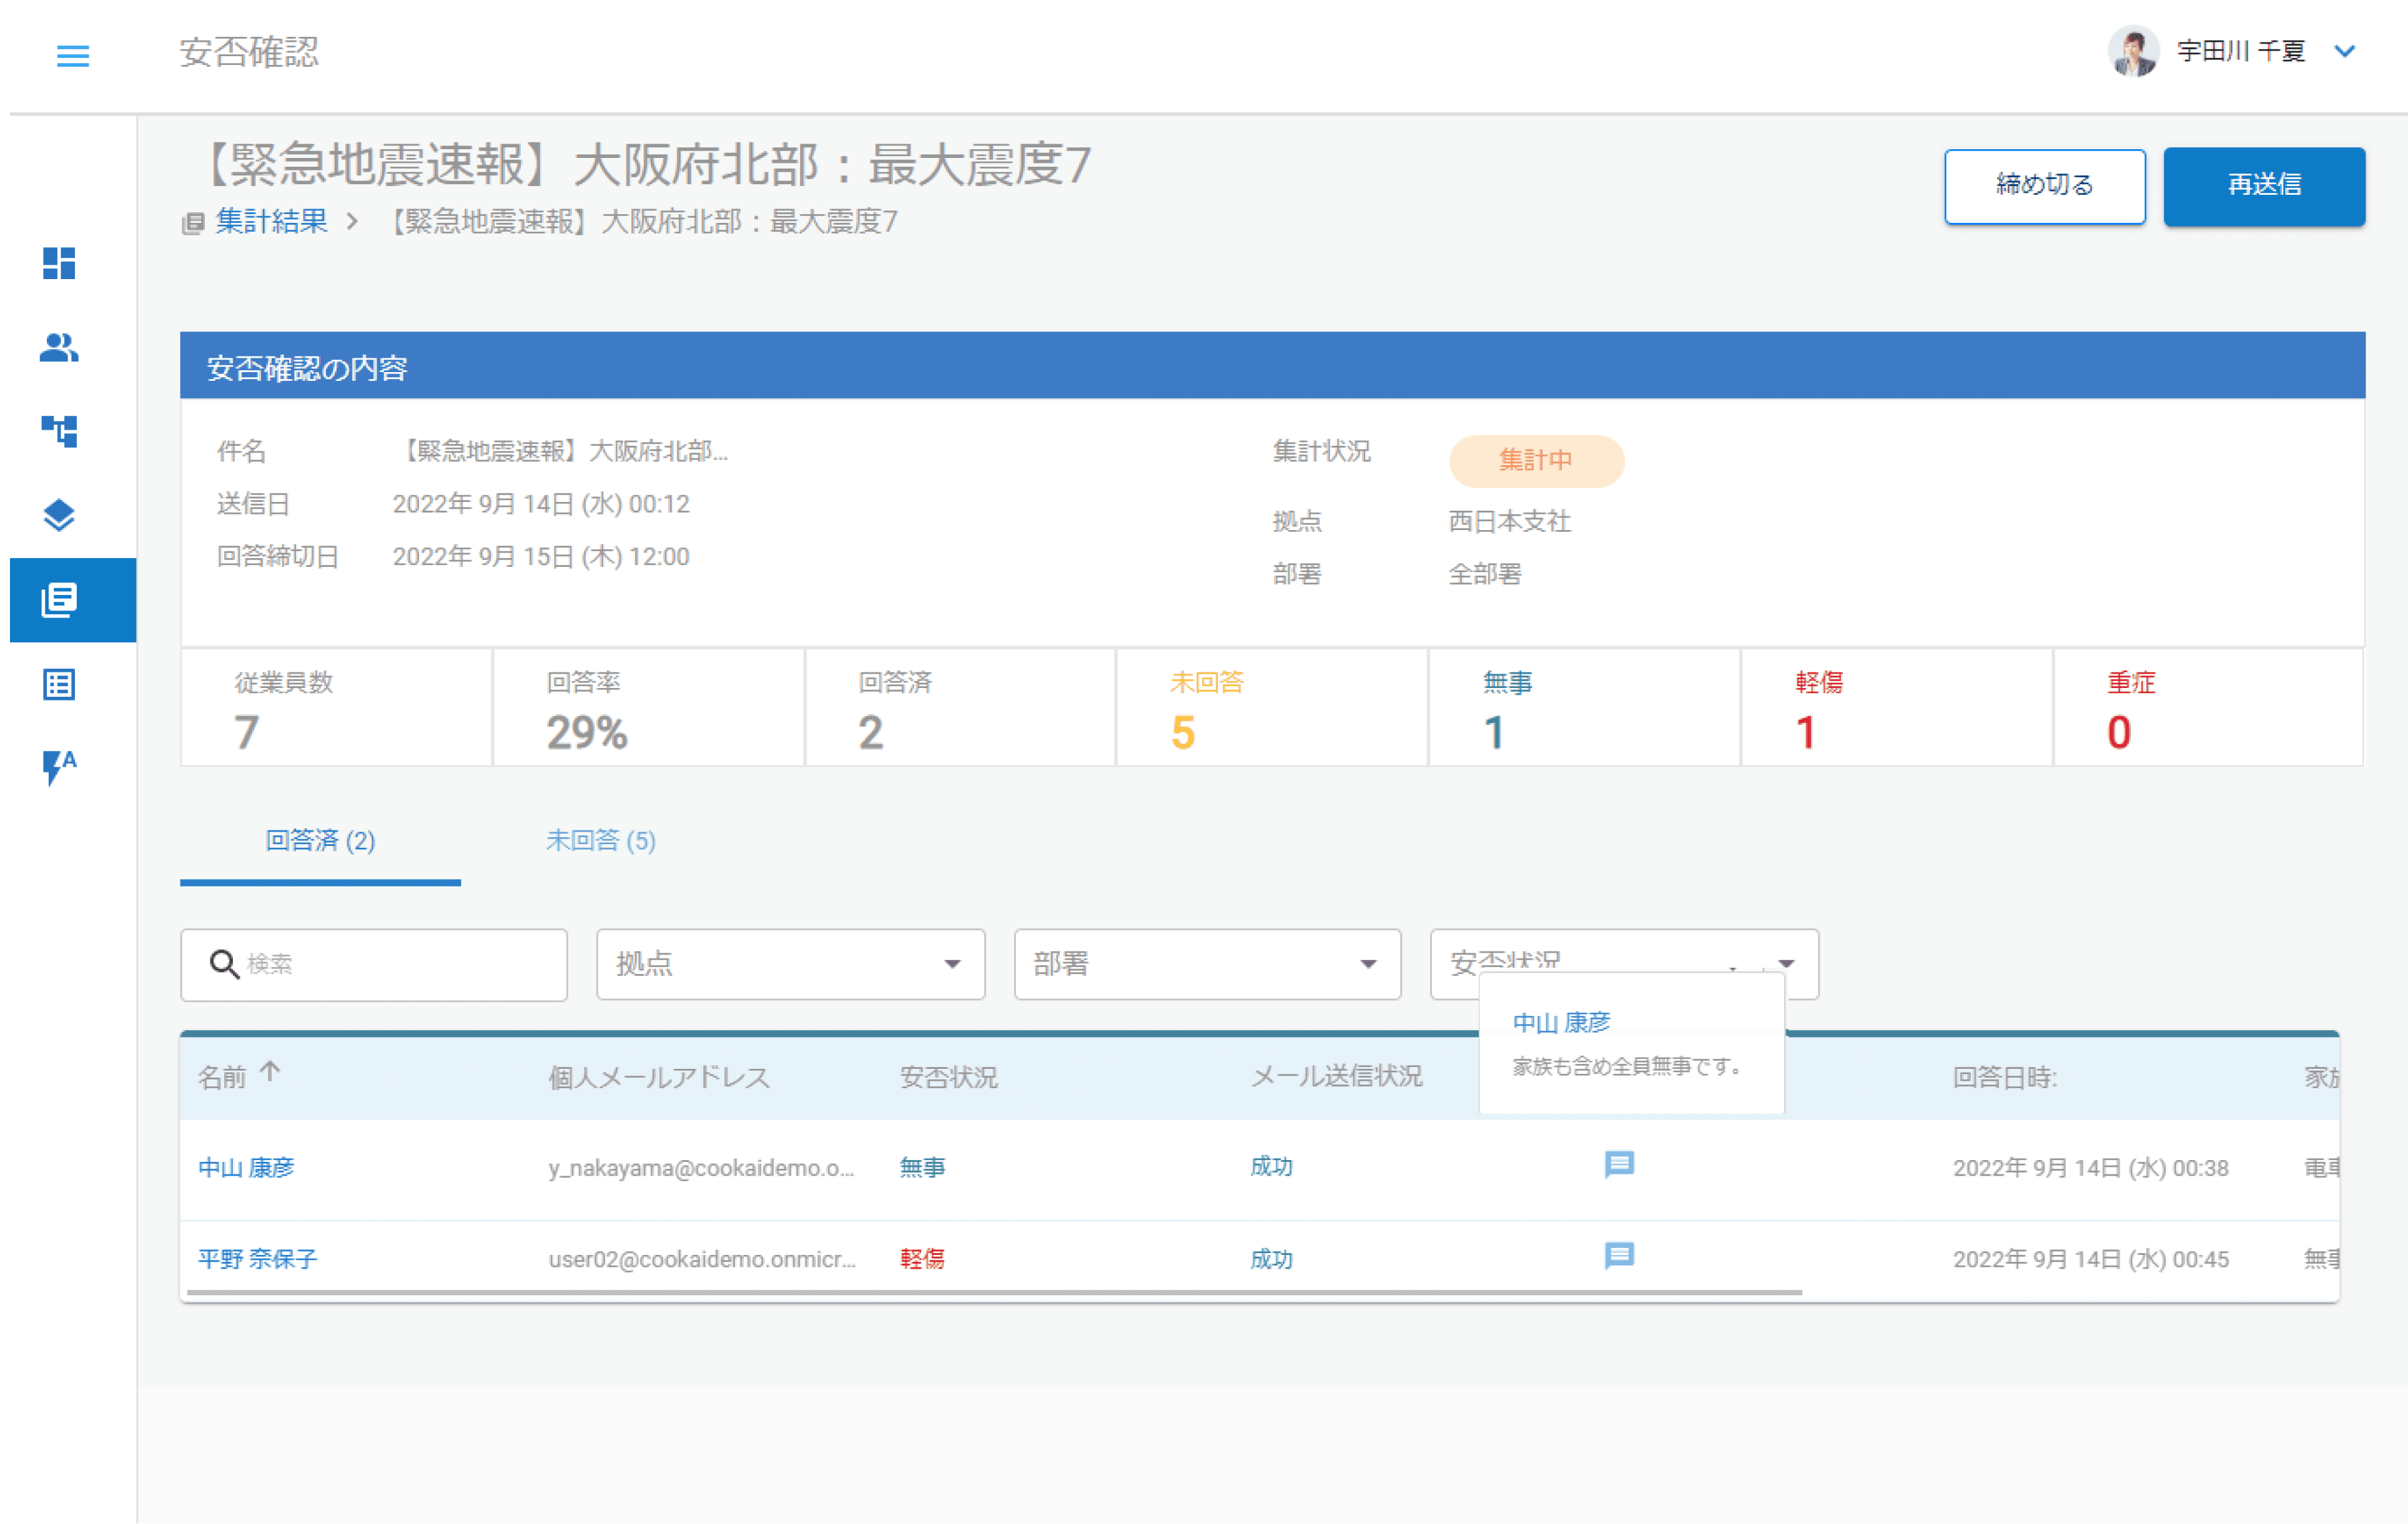 安否確認
宇田川 千夏
【緊急地震速報】大阪府北部：最大震度7
締め切る
再送信
集計結果 > 【緊急地震速報】大阪府北部：最大震度7
安否確認の内容
件名 【緊急地震速報】大阪府北部...
送信日 2022年 9月 14日 (水) 00:12
回答締切日 2022年 9月 15日 (木) 12:00
集計状況 集計中
拠点 西日本支社
部署 全部署
従業員数 回答率 回答済 未回答 無事 軽傷 重症
7 29% 2 5 1 1 0
回答済 (2) 未回答 (5)
検索 拠点 部署 安否状況
中山 康彦
家族も含め全員無事です。
名前 個人メールアドレス 安否状況 メール送信状況 回答日時: 家族
中山 康彦 y_nakayama@cookaidemo.o... 無事 成功 2022年 9月 14日 (水) 00:38 電車
平野 奈保子 user02@cookaidemo.onmicr... 軽傷 成功 2022年 9月 14日 (水) 00:45 無事